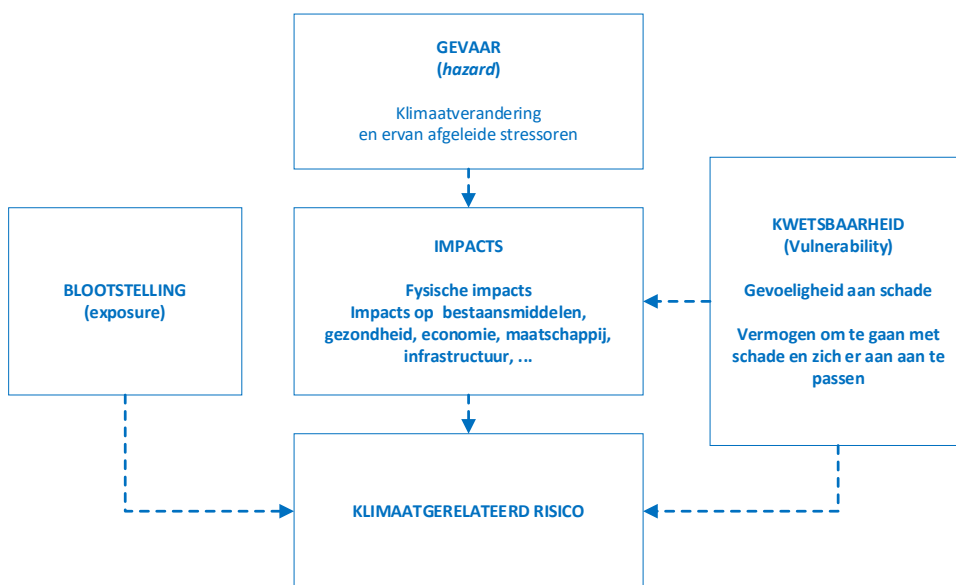 GEVAAR
(hazard)
Klimaatverandering
en ervan afgeleide stressoren
BLOOTSTELLING
(exposure)
IMPACTS
Fysische impacts
Impacts op bestaansmiddelen,
gezondheid, economie, maatschappij,
infrastructuur, ...
KWETSBAARHEID
(Vulnerability)
Gevoeligheid aan schade
Vermogen om te gaan met
schade en zich er aan aan te
passen
KLIMAATGERELATEERD RISICO